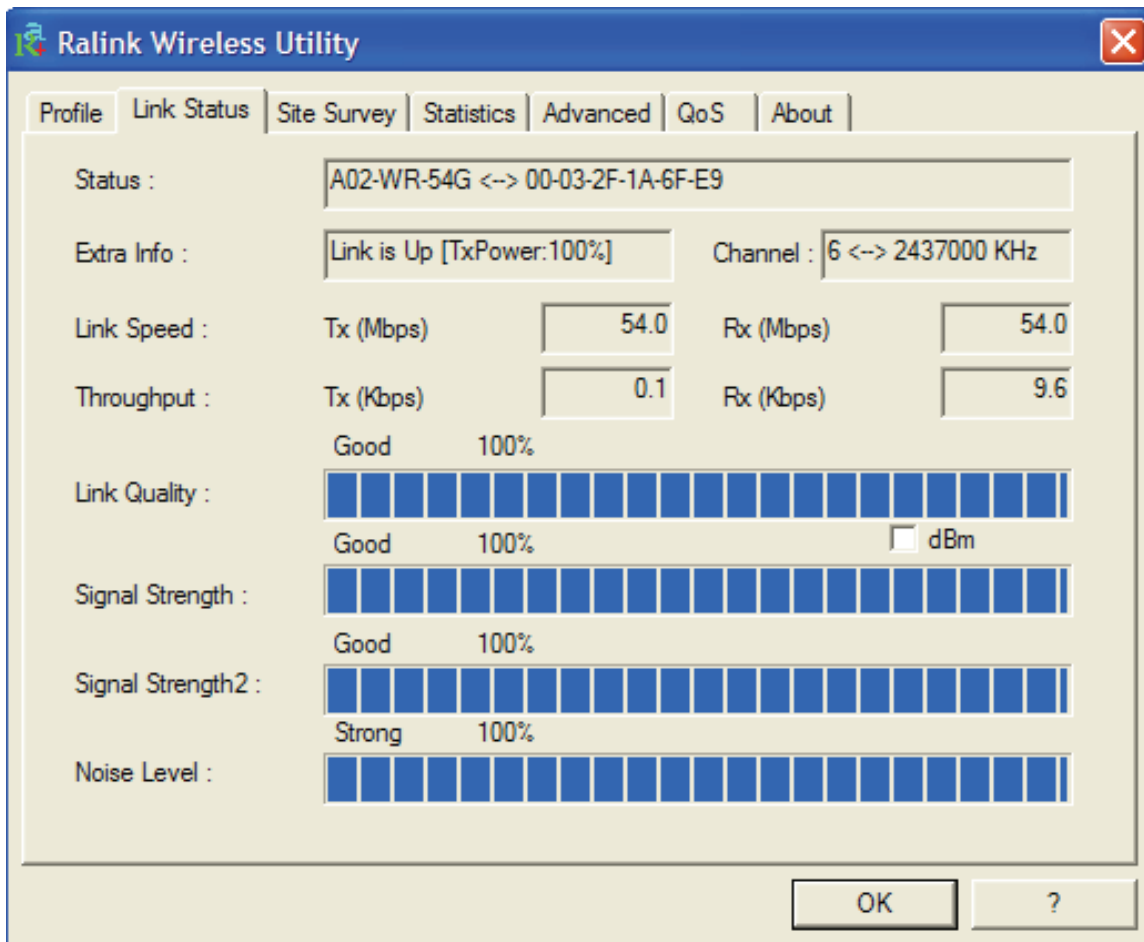 Ralink Wireless Utility
Profile Link Status Site Survey Statistics Advanced QoS About
Status : A02-WR-54G <--> 00-03-2F-1A-6F-E9
Extra Info : Link is Up [TxPower:100%] Channel : 6 <--> 2437000 KHz
Link Speed : Tx (Mbps) 54.0 Rx (Mbps) 54.0
Throughput : Tx (Kbps) 0.1 Rx (Kbps) 9.6
Good 100%
Link Quality :
Good 100% dBm
Signal Strength :
Good 100%
Signal Strength2 :
Strong 100%
Noise Level :
OK ?